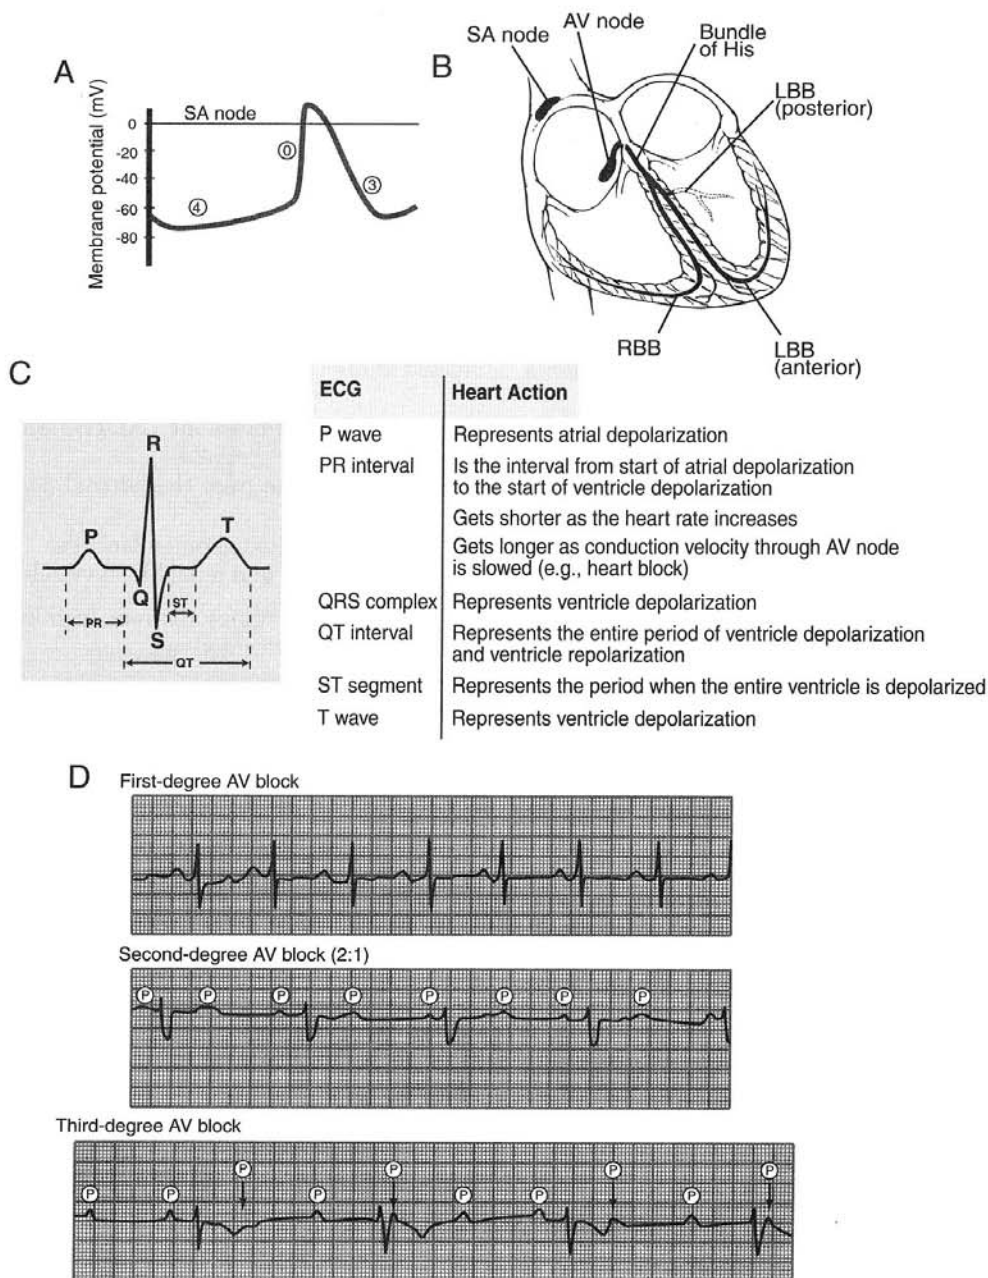 A
SA node
Membrane potential (mV)
0
-20
-40
-60
-80
4
0
3
B
SA node
AV node
Bundle
of His
LBB
(posterior)
RBB
LBB
(anterior)
C
R
P
T
Q
S
ST
PR
QT
ECG
Heart Action
P wave
Represents atrial depolarization
PR interval
Is the interval from start of atrial depolarization
to the start of ventricle depolarization
Gets shorter as the heart rate increases
Gets longer as conduction velocity through AV node
is slowed (e.g., heart block)
QRS complex
Represents ventricle depolarization
QT interval
Represents the entire period of ventricle depolarization
and ventricle repolarization
ST segment
Represents the period when the entire ventricle is depolarized
T wave
Represents ventricle depolarization
D
First-degree AV block
Second-degree AV block (2:1)
P P P P P P P P
Third-degree AV block
P P P P
P P P P P P